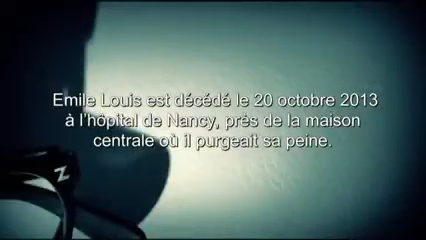 Emile Louis est décédé le 20 octobre 2013
à l'hôpital de Nancy, près de la maison
centrale où il purgeait sa peine.